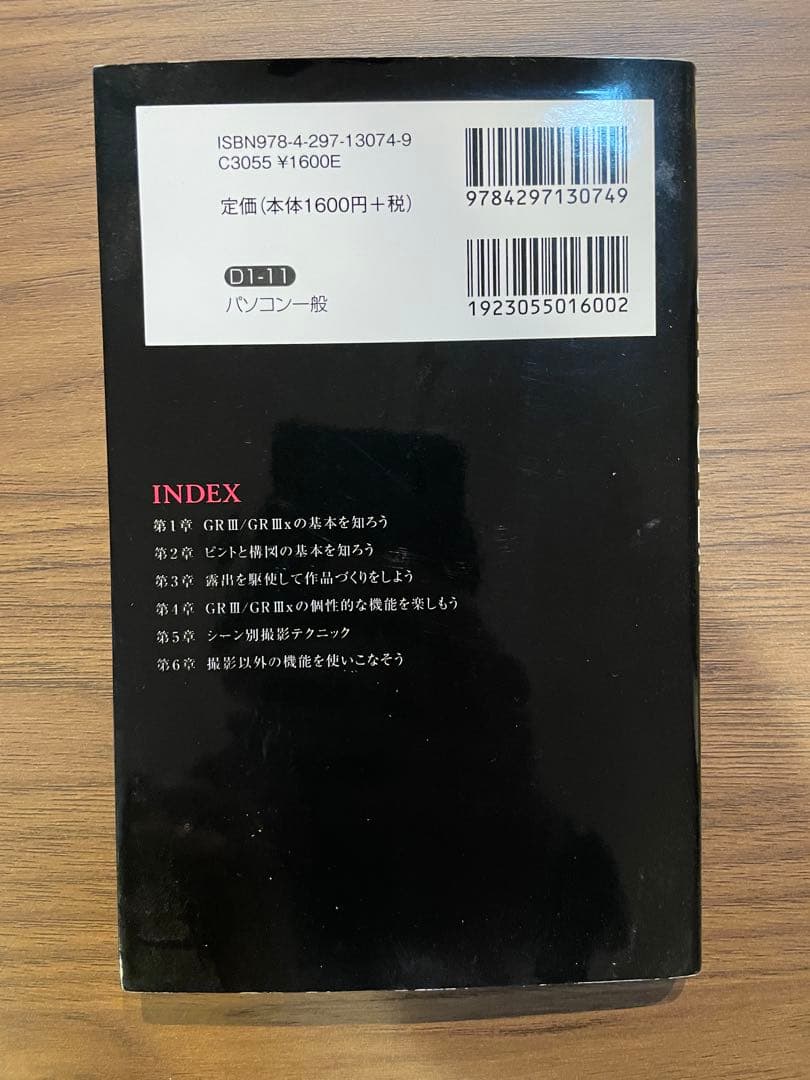 ISBN978-4-297-13074-9
C3055 ¥1600E
定価(本体1600円+税)
D1-11
パソコン一般
9784297130749
1923055016002
INDEX
第1章 GRⅢ/GRⅢxの基本を知ろう
第2章 ピントと構図の基本を知ろう
第3章 露出を駆使して作品づくりをしよう
第4章 GRⅢ/GRⅢxの個性的な機能を楽しもう
第5章 シーン別撮影テクニック
第6章 撮影以外の機能を使いこなそう